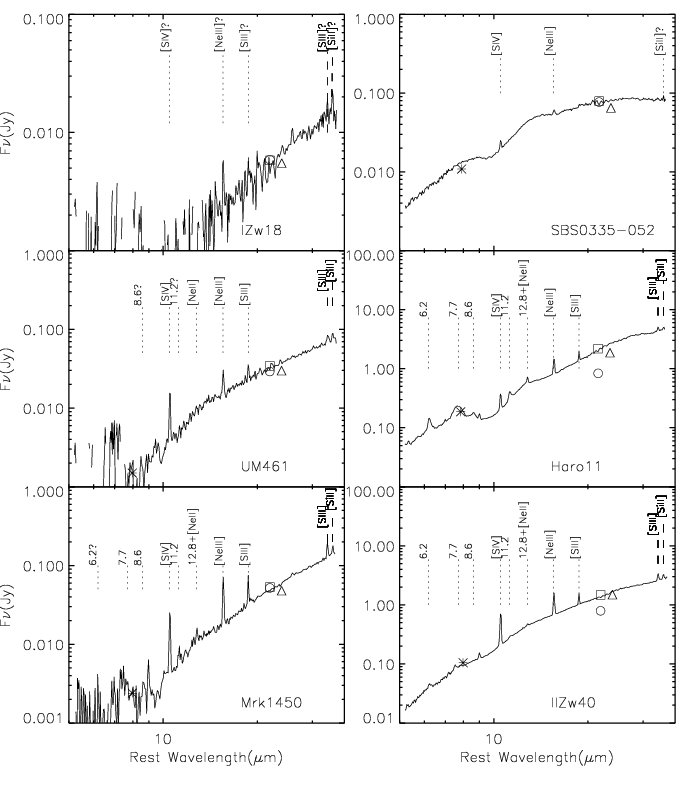 0.100
0.010
Fν(Jy)
[SIV]?
[NeIII]?
[SIII]?
[SIII]?
[SiII]?
IZw18
1.000
0.100
0.010
[SIV]
[NeIII]
[SiII]?
SBS0335-052
1.000
0.100
0.010
Fν(Jy)
8.6?
[SIV]
11.2?
[NeII]
[NeIII]
[SIII]
[SIII]?
[SiII]?
UM461
100.00
10.00
1.00
0.10
6.2
7.7
8.6
[SIV]
11.2
12.8+[NeII]
[NeIII]
[SIII]
[SIII]
[SiII]
Haro11
1.000
0.100
0.010
0.001
Fν(Jy)
6.2?
7.7
8.6
[SIV]
11.2
12.8+[NeII]
[NeIII]
[SIII]
[SIII]
[SiII]
Mrk1450
10
Rest Wavelength(μm)
100.00
10.00
1.00
0.10
0.01
6.2
7.7
8.6
[SIV]
11.2
12.8+[NeII]
[NeIII]
[SIII]
[SIII]
[SiII]
IIZw40
10
Rest Wavelength(μm)